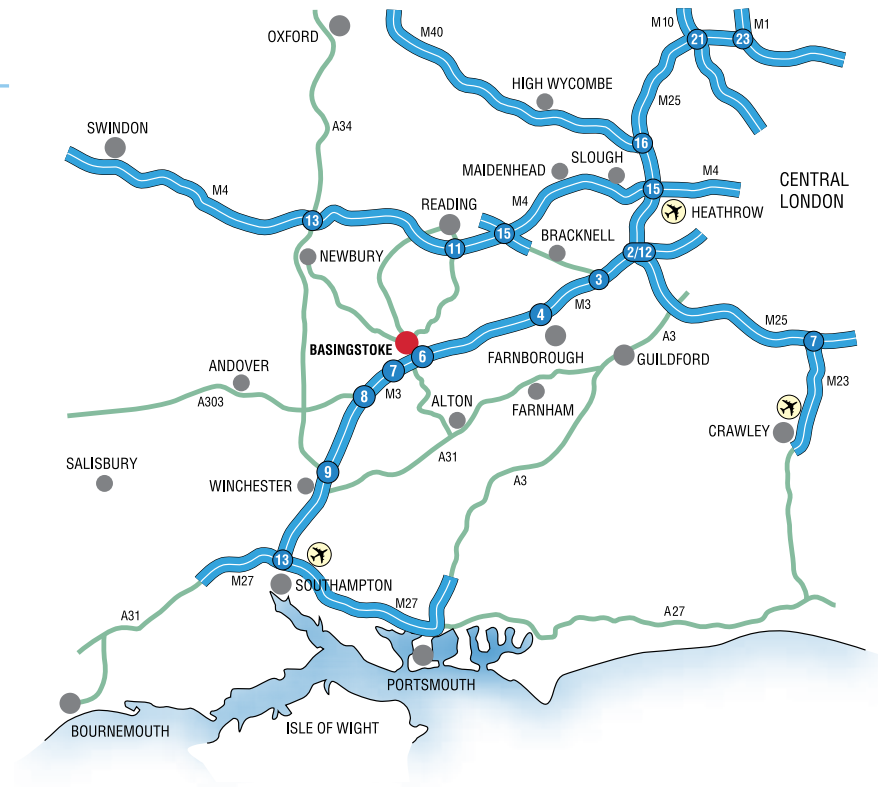 M10
M1
OXFORD
M40
21
23
HIGH WYCOMBE
M25
A34
SWINDON
16
MAIDENHEAD
SLOUGH
M4
M4
15
M4
CENTRAL
LONDON
READING
HEATHROW
13
15
BRACKNELL
11
NEWBURY
2/12
3
M3
4
M25
BASINGSTOKE
6
FARNBOROUGH
A3
GUILDFORD
7
ANDOVER
7
M3
M23
8
A303
ALTON
FARNHAM
CRAWLEY
A31
SALISBURY
9
WINCHESTER
A3
13
M27
SOUTHAMPTON
M27
A31
A27
PORTSMOUTH
BOURNEMOUTH
ISLE OF WIGHT